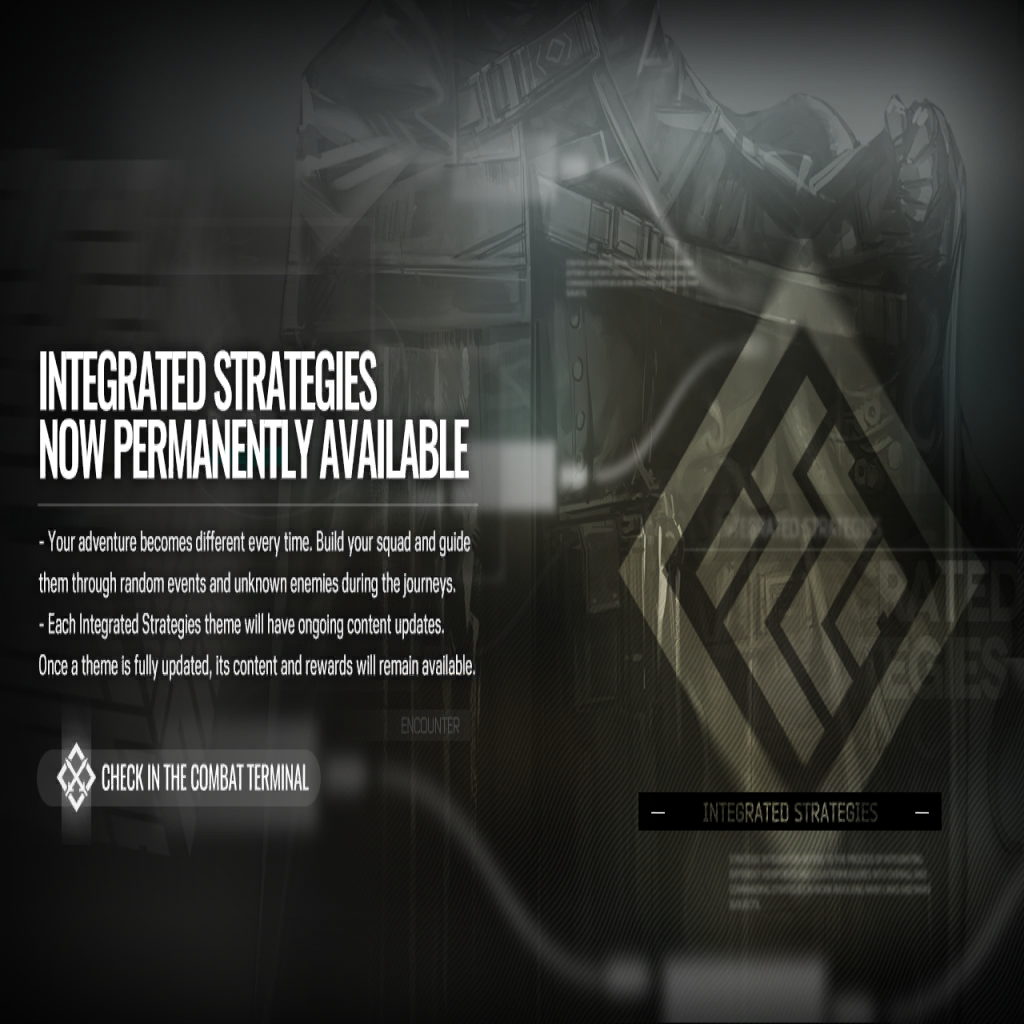 INTEGRATED STRATEGIES
NOW PERMANENTLY AVAILABLE
- Your adventure becomes different every time. Build your squad and guide
them through random events and unknown enemies during the journeys.
- Each Integrated Strategies theme will have ongoing content updates.
Once a theme is fully updated, its content and rewards will remain available.
ENCOUNTER
CHECK IN THE COMBAT TERMINAL
INTEGRATED STRATEGIES
RATED
EGIES
— INTEGRATED STRATEGIES —